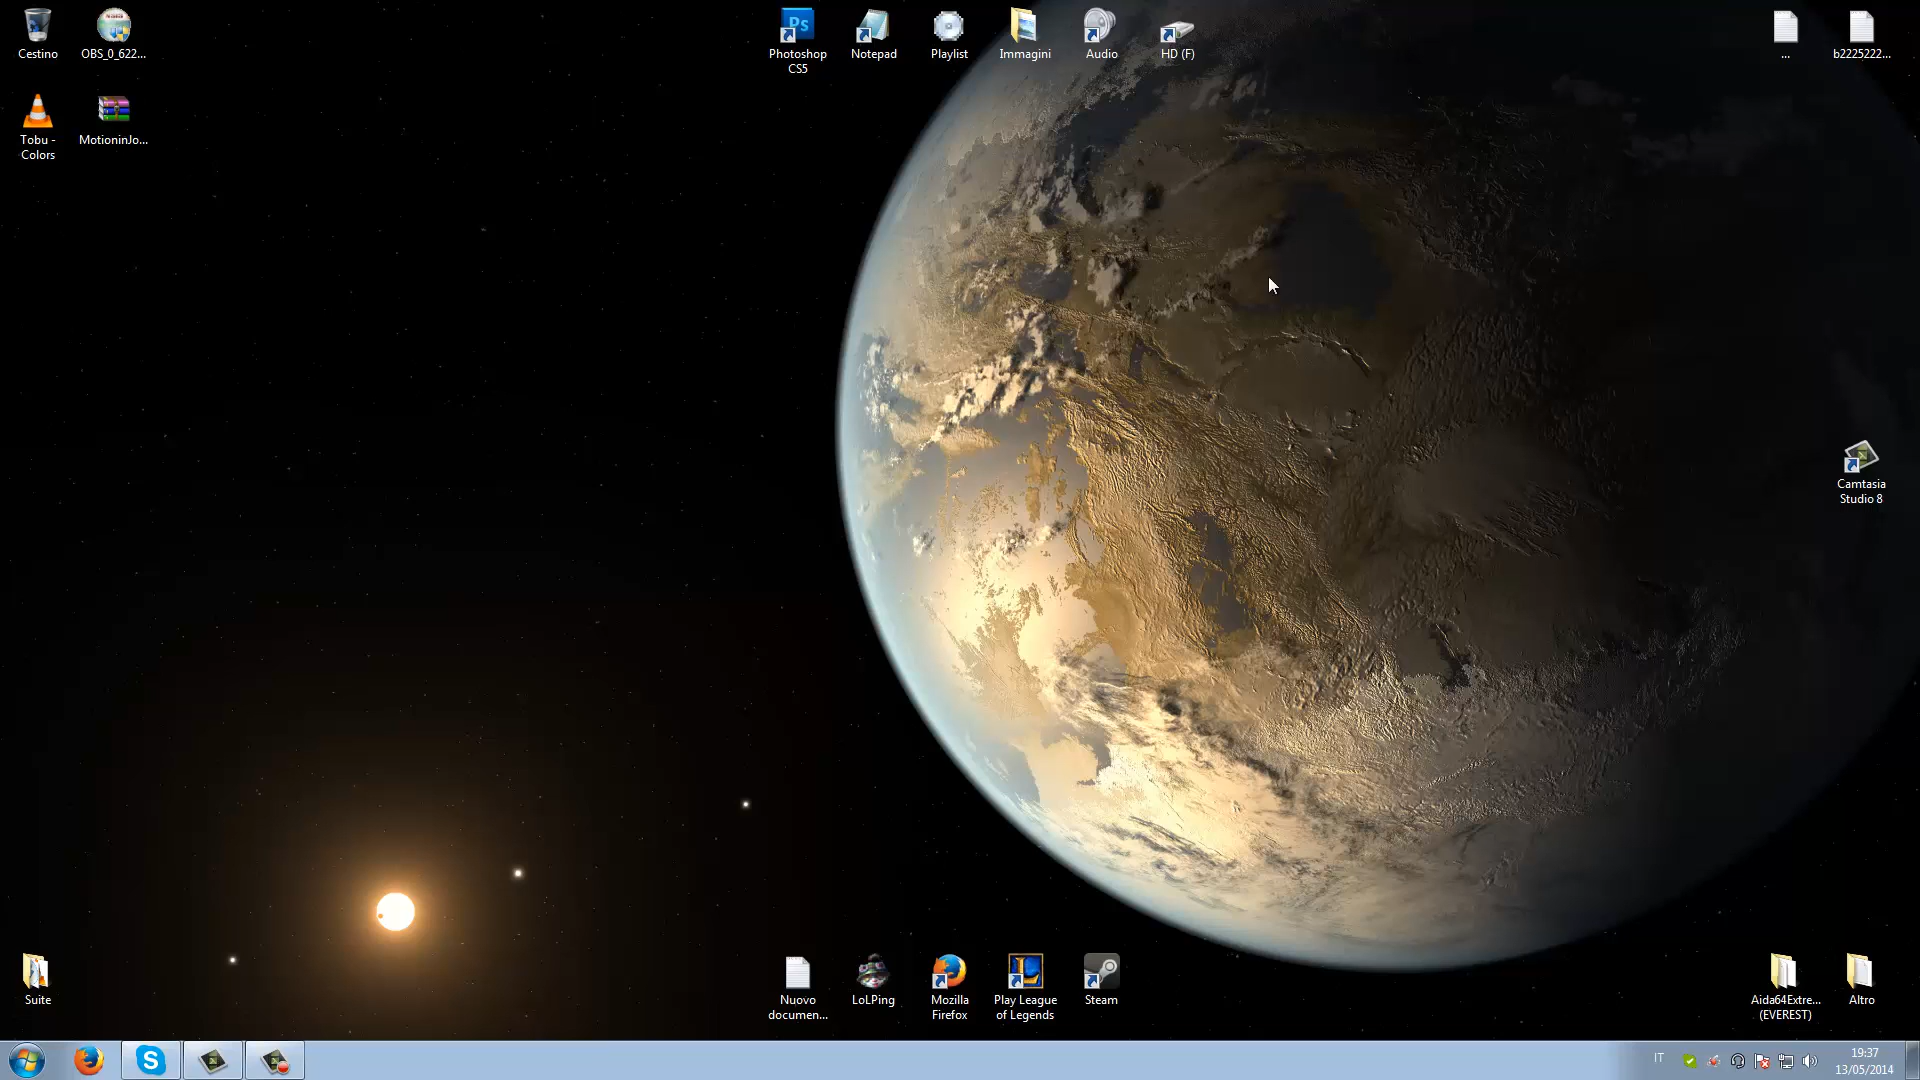 Cestino
OBS_0_622...
Photoshop
CS5
Notepad
Playlist
Immagini
Audio
HD (F)
...
b2225222...
Tobu -
Colors
MotioninJo...
Camtasia
Studio 8
Suite
Nuovo
documen...
LoLPing
Mozilla
Firefox
Play League
of Legends
Steam
Aida64Extre...
(EVEREST)
Altro
IT
19:37
13/05/2014